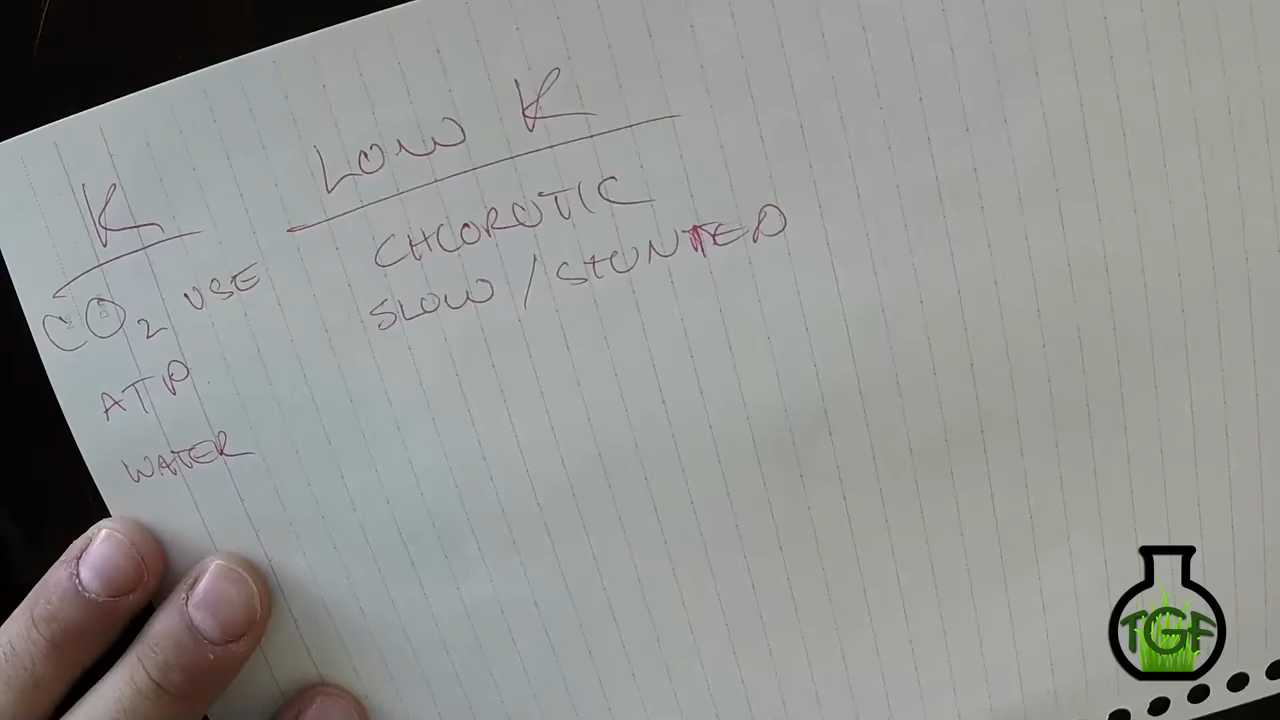 K
CO2 USE
ATP
WATER
LOW K
CHLOROTIC
SLOW / STUNTED
TGF